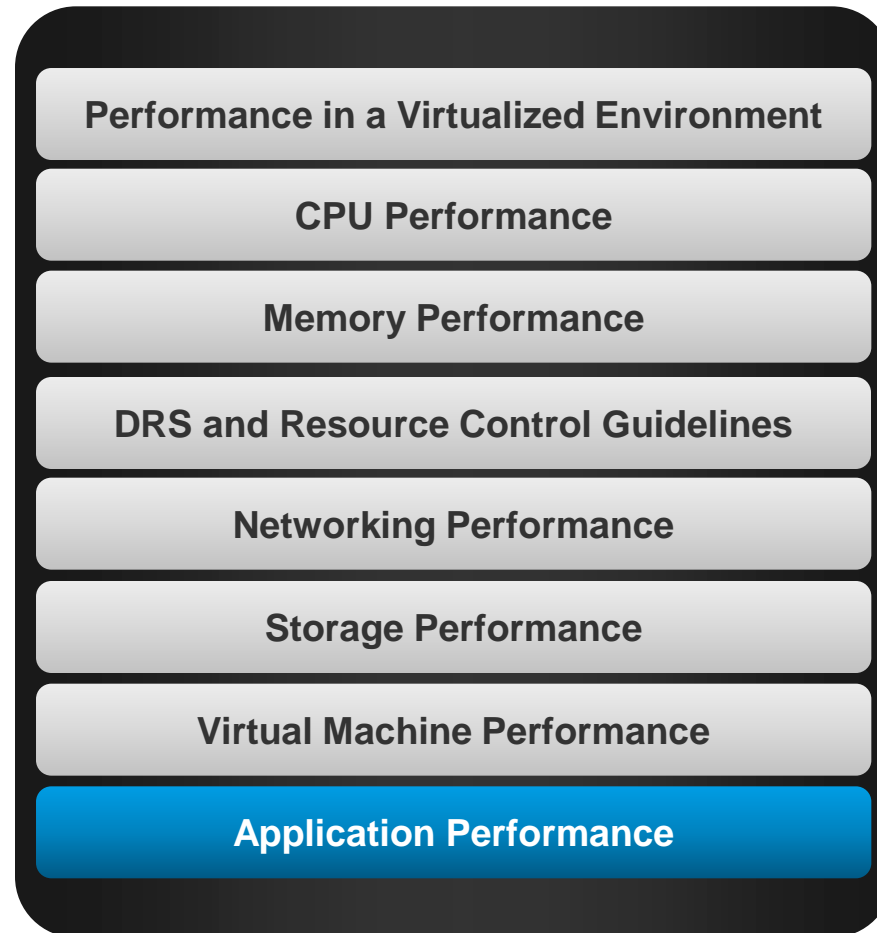 Performance in a Virtualized Environment
CPU Performance
Memory Performance
DRS and Resource Control Guidelines
Networking Performance
Storage Performance
Virtual Machine Performance
Application Performance